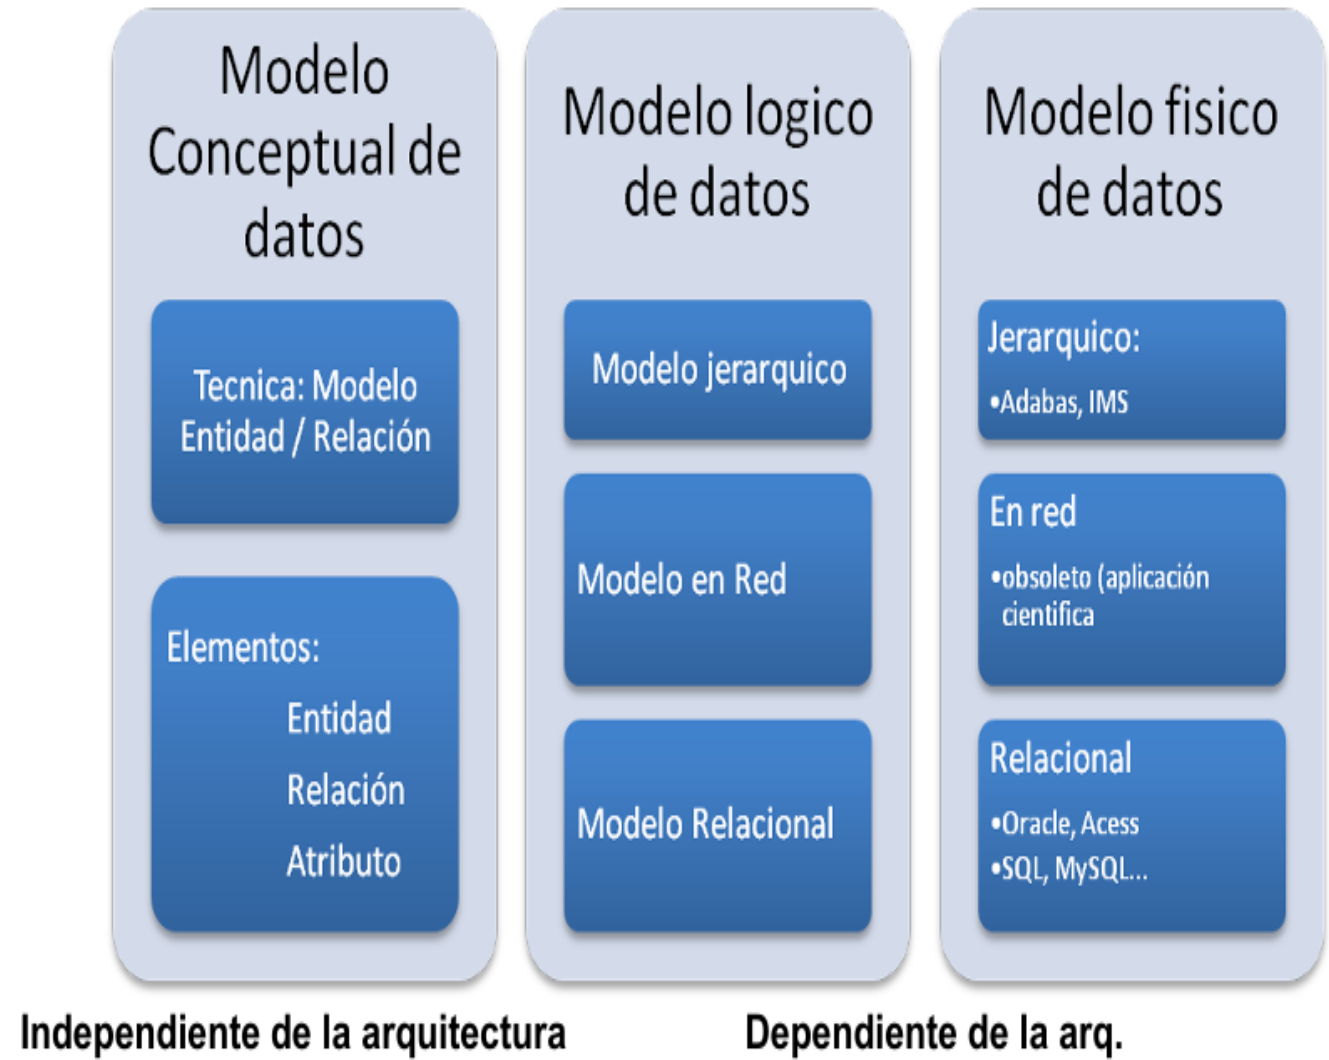 Modelo
Conceptual de
datos
Tecnica: Modelo
Entidad / Relación
Elementos:
Entidad
Relación
Atributo
Modelo logico
de datos
Modelo jerarquico
Modelo en Red
Modelo Relacional
Modelo fisico
de datos
Jerarquico:
•Adabas, IMS
En red
•obsoleto (aplicación
cientifica
Relacional
•Oracle, Acess
•SQL, MySQL...
Independiente de la arquitectura
Dependiente de la arq.